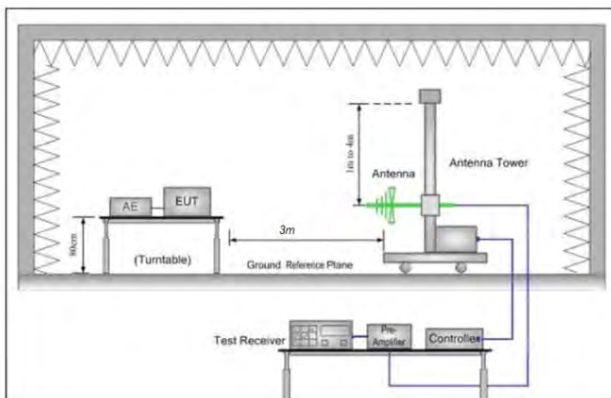 1m to 4m
Antenna
Antenna Tower
AE
EUT
80cm
(Turntable)
3m
Ground Reference Plane
Test Receiver
Pre-
Amplifier
Controller